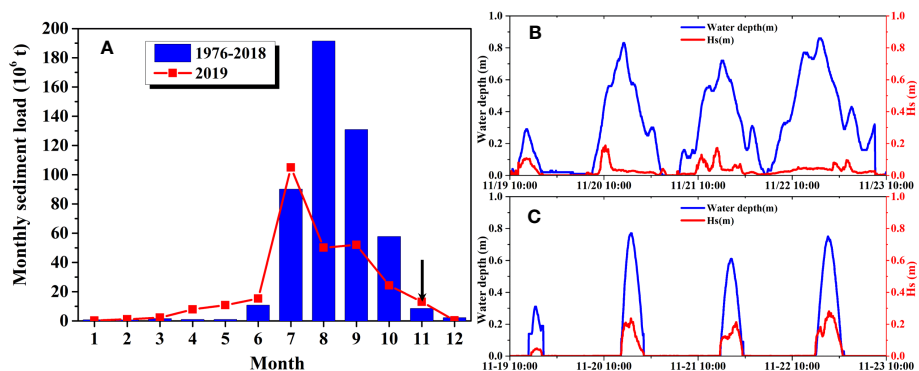 A
1976-2018
2019
Monthly sediment load (10⁶ t)
200
180
160
140
120
100
80
60
40
20
0
1 2 3 4 5 6 7 8 9 10 11 12
Month
B
Water depth(m)
Hs(m)
Water depth (m)
1.0
0.8
0.6
0.4
0.2
0.0
Hs (m)
1.0
0.8
0.6
0.4
0.2
0.0
11/19 10:00 11/20 10:00 11/21 10:00 11/22 10:00 11/23 10:00
C
Water depth(m)
Hs(m)
Water depth (m)
1.0
0.8
0.6
0.4
0.2
0.0
Hs (m)
1.0
0.8
0.6
0.4
0.2
0.0
11-19 10:00 11-20 10:00 11-21 10:00 11-22 10:00 11-23 10:00